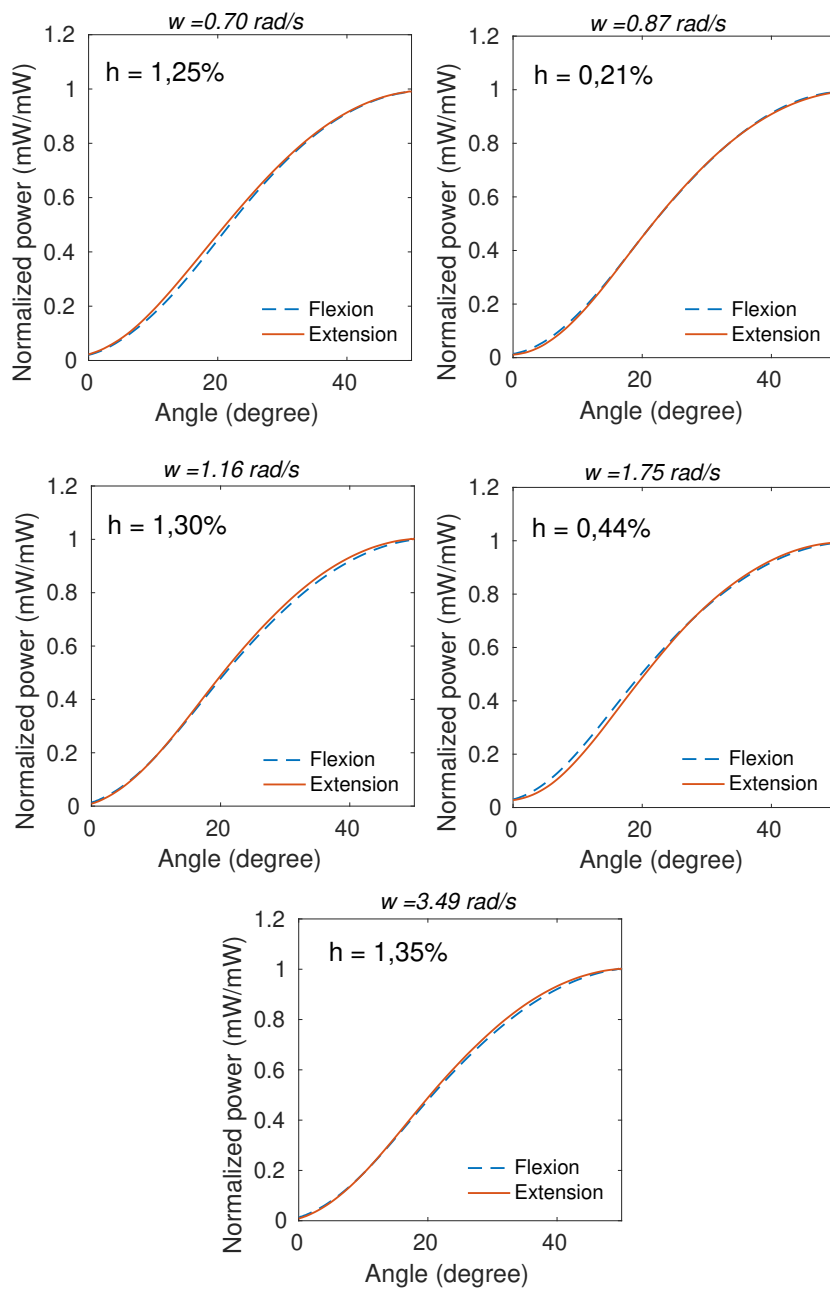 w =0.70 rad/s
h = 1,25%
Normalized power (mW/mW)
1.2
1
0.8
0.6
0.4
0.2
0
Flexion
Extension
0 20 40
Angle (degree)
w =0.87 rad/s
h = 0,21%
Normalized power (mW/mW)
1.2
1
0.8
0.6
0.4
0.2
0
Flexion
Extension
0 20 40
Angle (degree)
w =1.16 rad/s
h = 1,30%
Normalized power (mW/mW)
1.2
1
0.8
0.6
0.4
0.2
0
Flexion
Extension
0 20 40
Angle (degree)
w =1.75 rad/s
h = 0,44%
Normalized power (mW/mW)
1.2
1
0.8
0.6
0.4
0.2
0
Flexion
Extension
0 20 40
Angle (degree)
w =3.49 rad/s
h = 1,35%
Normalized power (mW/mW)
1.2
1
0.8
0.6
0.4
0.2
0
Flexion
Extension
0 20 40
Angle (degree)